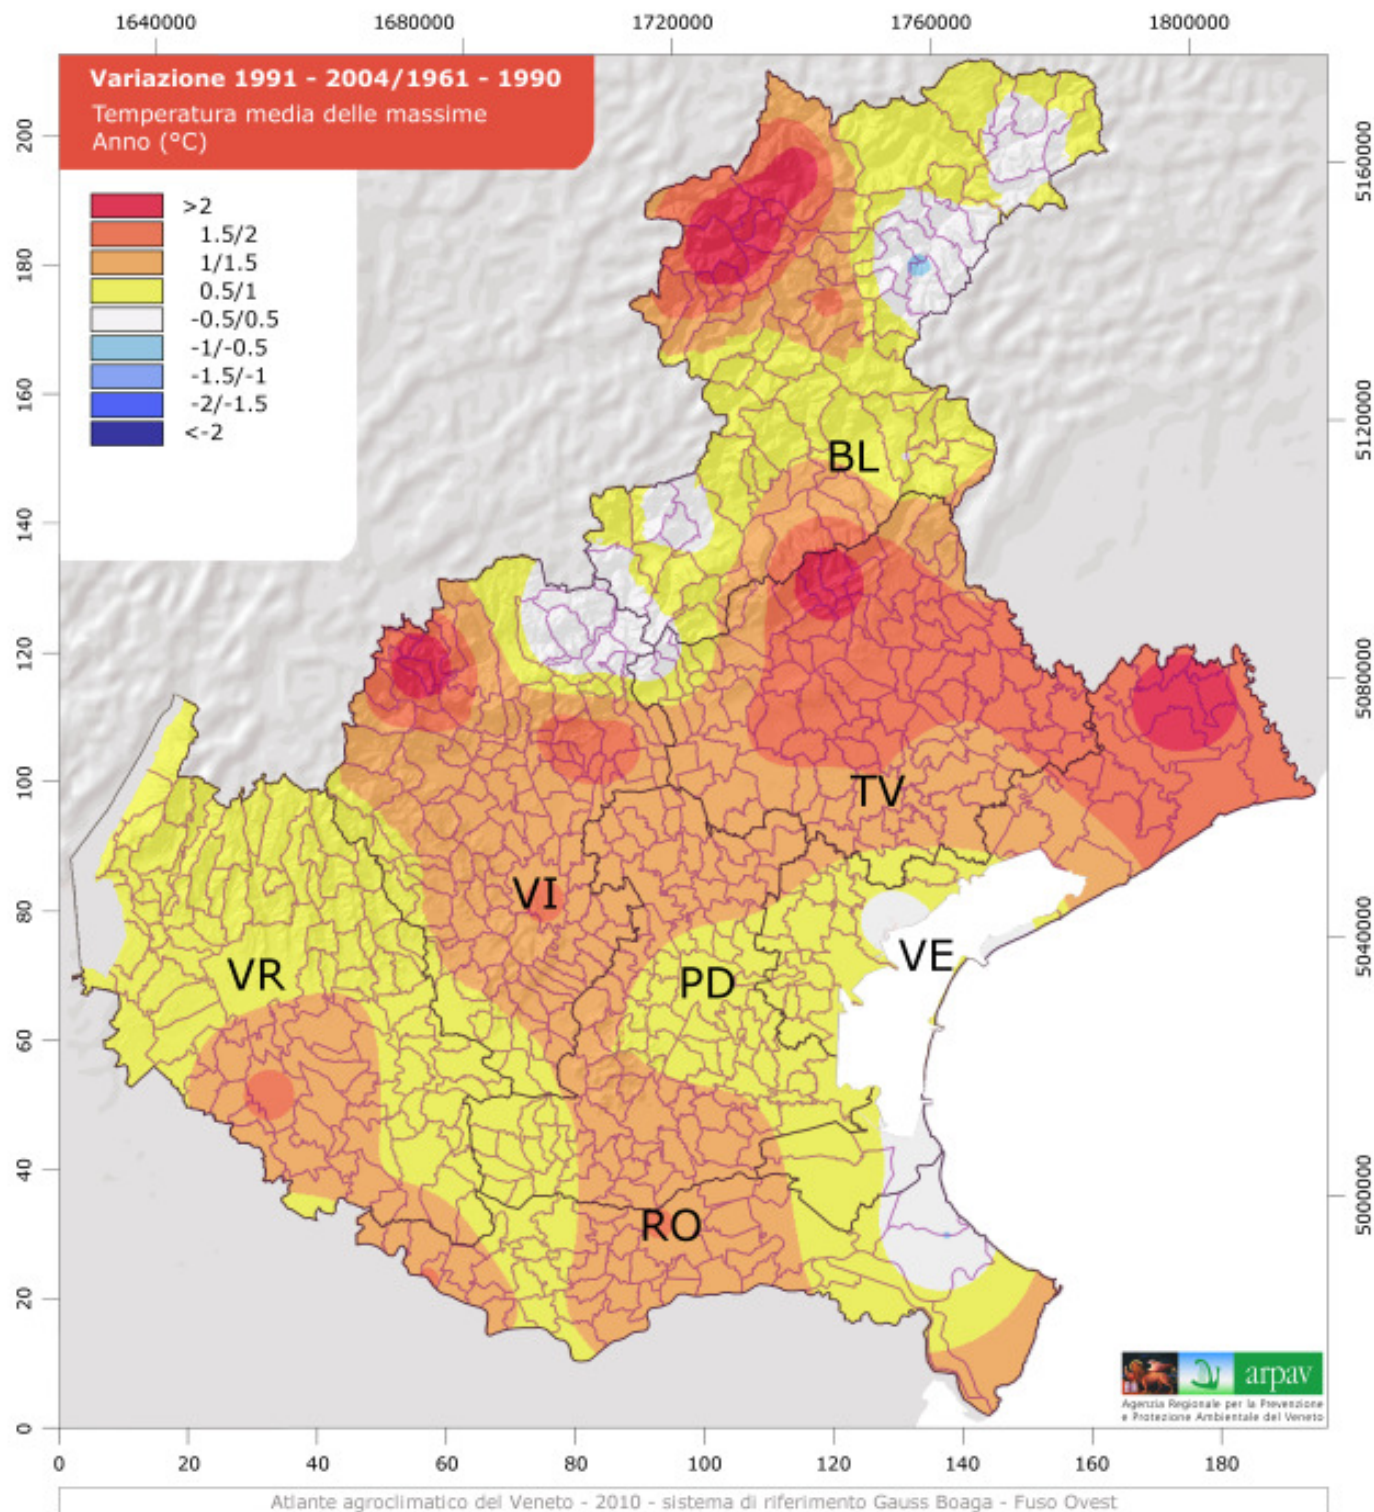 1640000 1680000 1720000 1760000 1800000
Variazione 1991 - 2004/1961 - 1990
Temperatura media delle massime
Anno (°C)
>2
1.5/2
1/1.5
0.5/1
-0.5/0.5
-1/-0.5
-1.5/-1
-2/-1.5
<-2
200
180
160
140
120
100
80
60
40
20
0
5160000
5120000
5080000
5040000
5000000
BL
TV
VI
VE
VR
PD
RO
arpav
Agenzia Regionale per la Prevenzione
e Protezione Ambientale del Veneto
0 20 40 60 80 100 120 140 160 180
Atlante agroclimatico del Veneto - 2010 - sistema di riferimento Gauss Boaga - Fuso Ovest